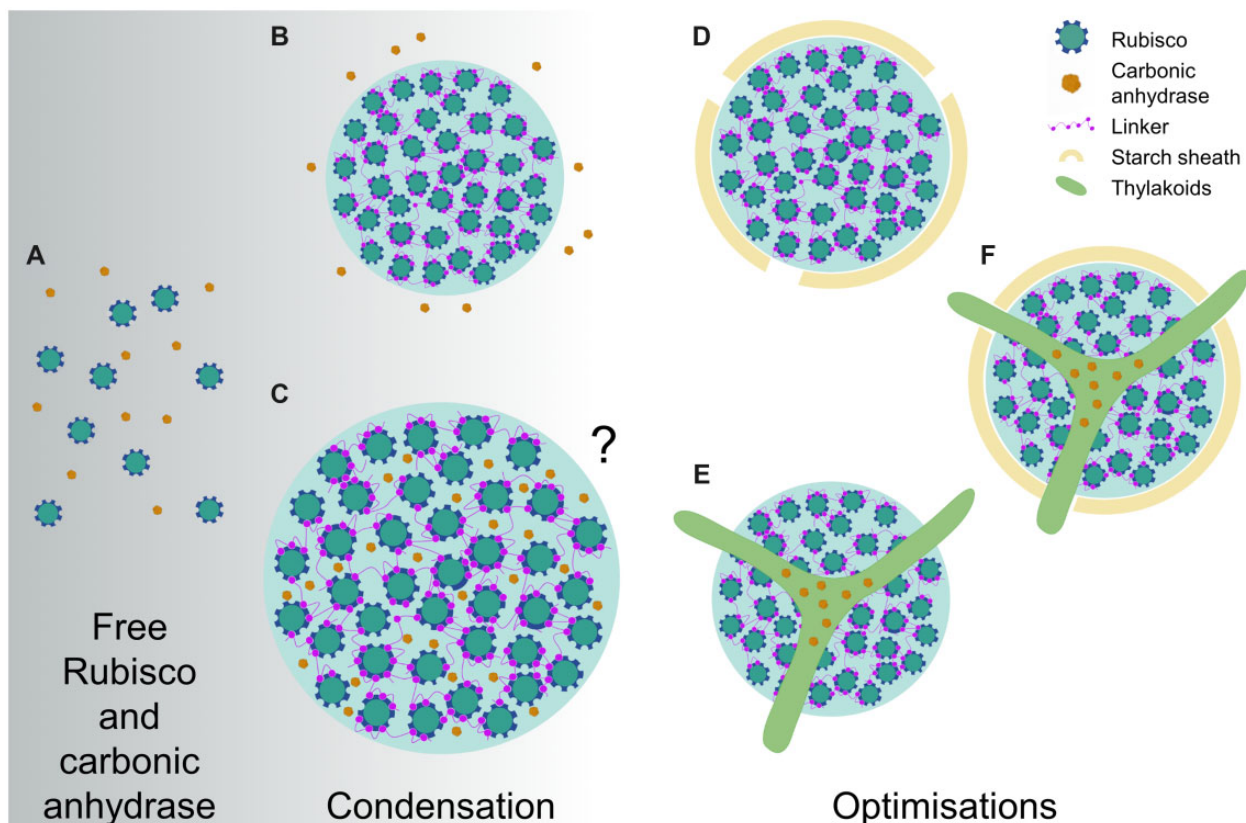 A
Free
Rubisco
and
carbonic
anhydrase
B
C
?
Condensation
D
E
F
Optimisations
Rubisco
Carbonic
anhydrase
Linker
Starch sheath
Thylakoids